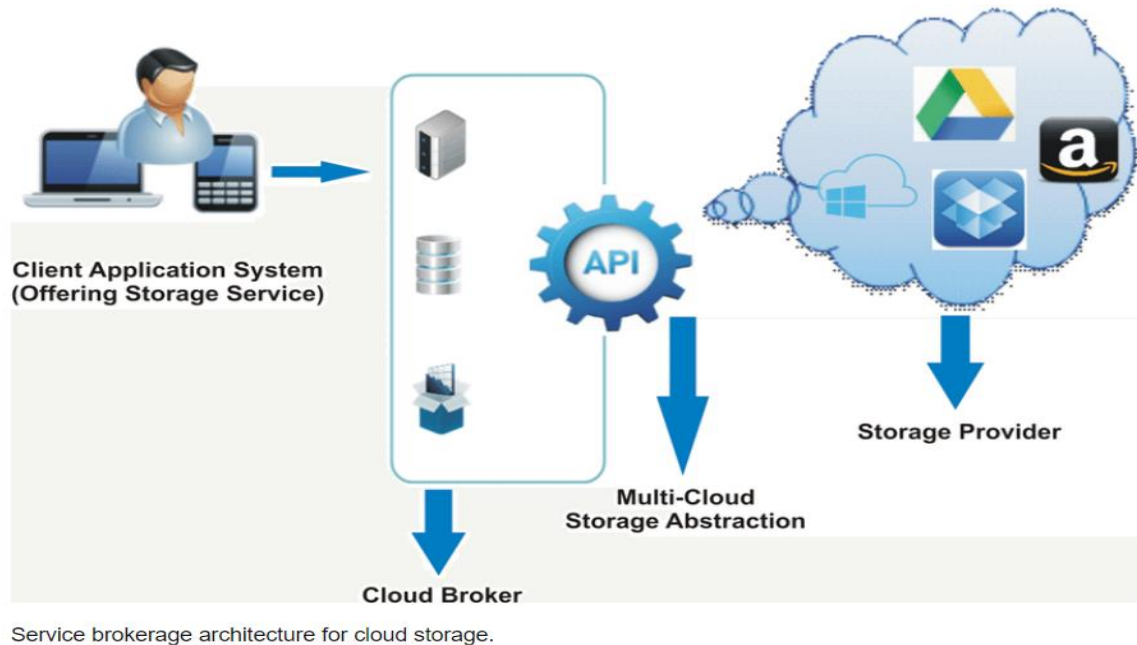 Client Application System
(Offering Storage Service)
API
a
Multi-Cloud
Storage Abstraction
Storage Provider
Cloud Broker
Service brokerage architecture for cloud storage.